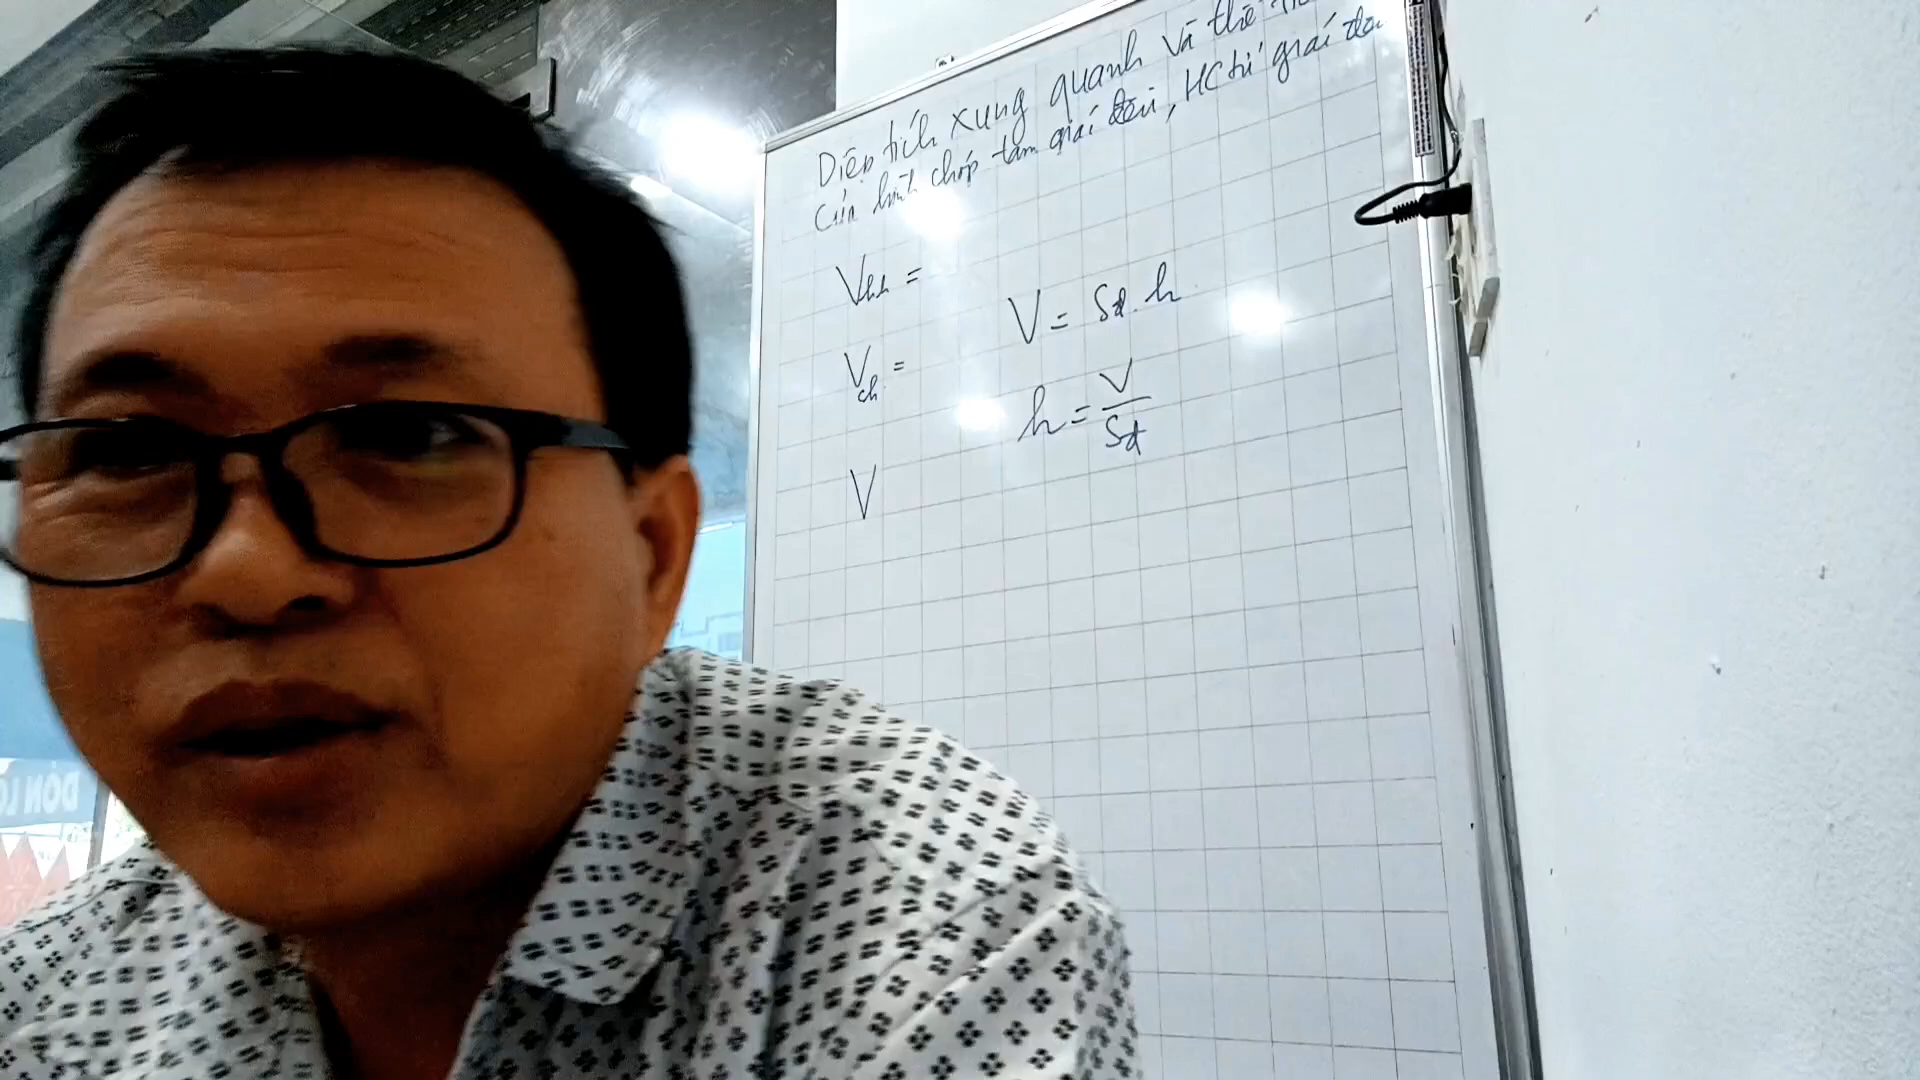 Diện tích xung quanh và thể
Của hình chóp tam giác đều, HC tứ giác đều
Vhh =
V = Sđ. h
Vch =
h = V/Sđ
V
ĐÓN